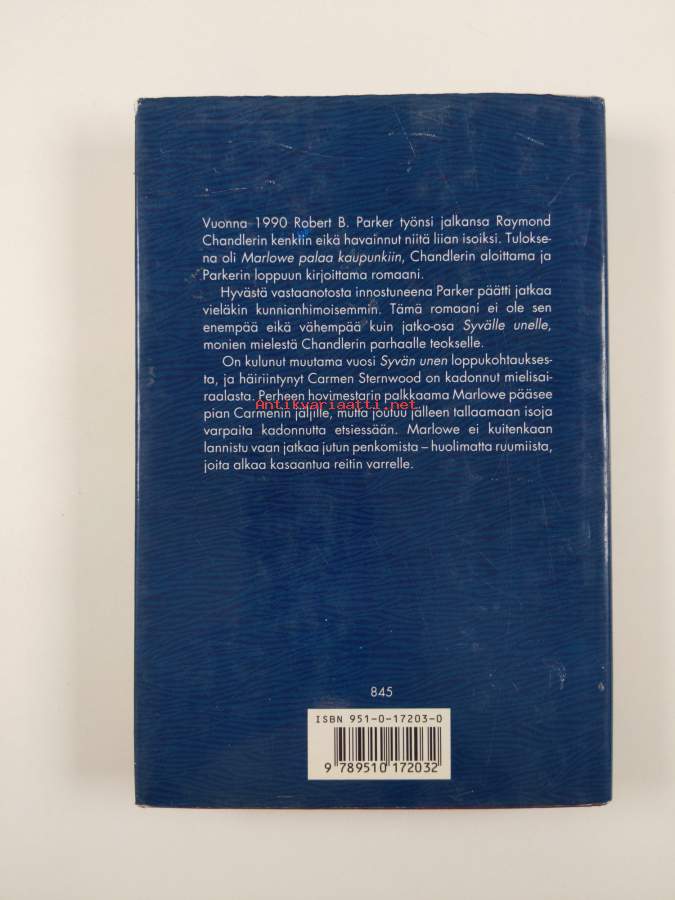 Vuonna 1990 Robert B. Parker työnsi jalkansa Raymond
Chandlerin kenkiin eikä havainnut niitä liian isoiksi. Tulokse-
na oli Marlowe palaa kaupunkiin, Chandlerin aloittama ja
Parkerin loppuun kirjoittama romaani.
Hyvästä vastaanotosta innostuneena Parker päätti jatkaa
vieläkin kunnianhimoisemmin. Tämä romaani ei ole sen
enempää eikä vähempää kuin jatko-osa Syvälle unelle,
monien mielestä Chandlerin parhaalle teokselle.
On kulunut muutama vuosi Syvän unen loppukohtaukses-
ta, ja häiriintynyt Carmen Sternwood on kadonnut mielisai-
raalasta. Perheen hovimestarin palkkaama Marlowe pääsee
Antikvariaatti.net
pian Carmenin jäljille, mutta joutuu jälleen tallaamaan isoja
varpaita kadonnutta etsiessään. Marlowe ei kuitenkaan
lannistu vaan jatkaa jutun penkomista – huolimatta ruumiista,
joita alkaa kasaantua reitin varrelle.
845
ISBN 951-0-17203-0
9 789510 172032